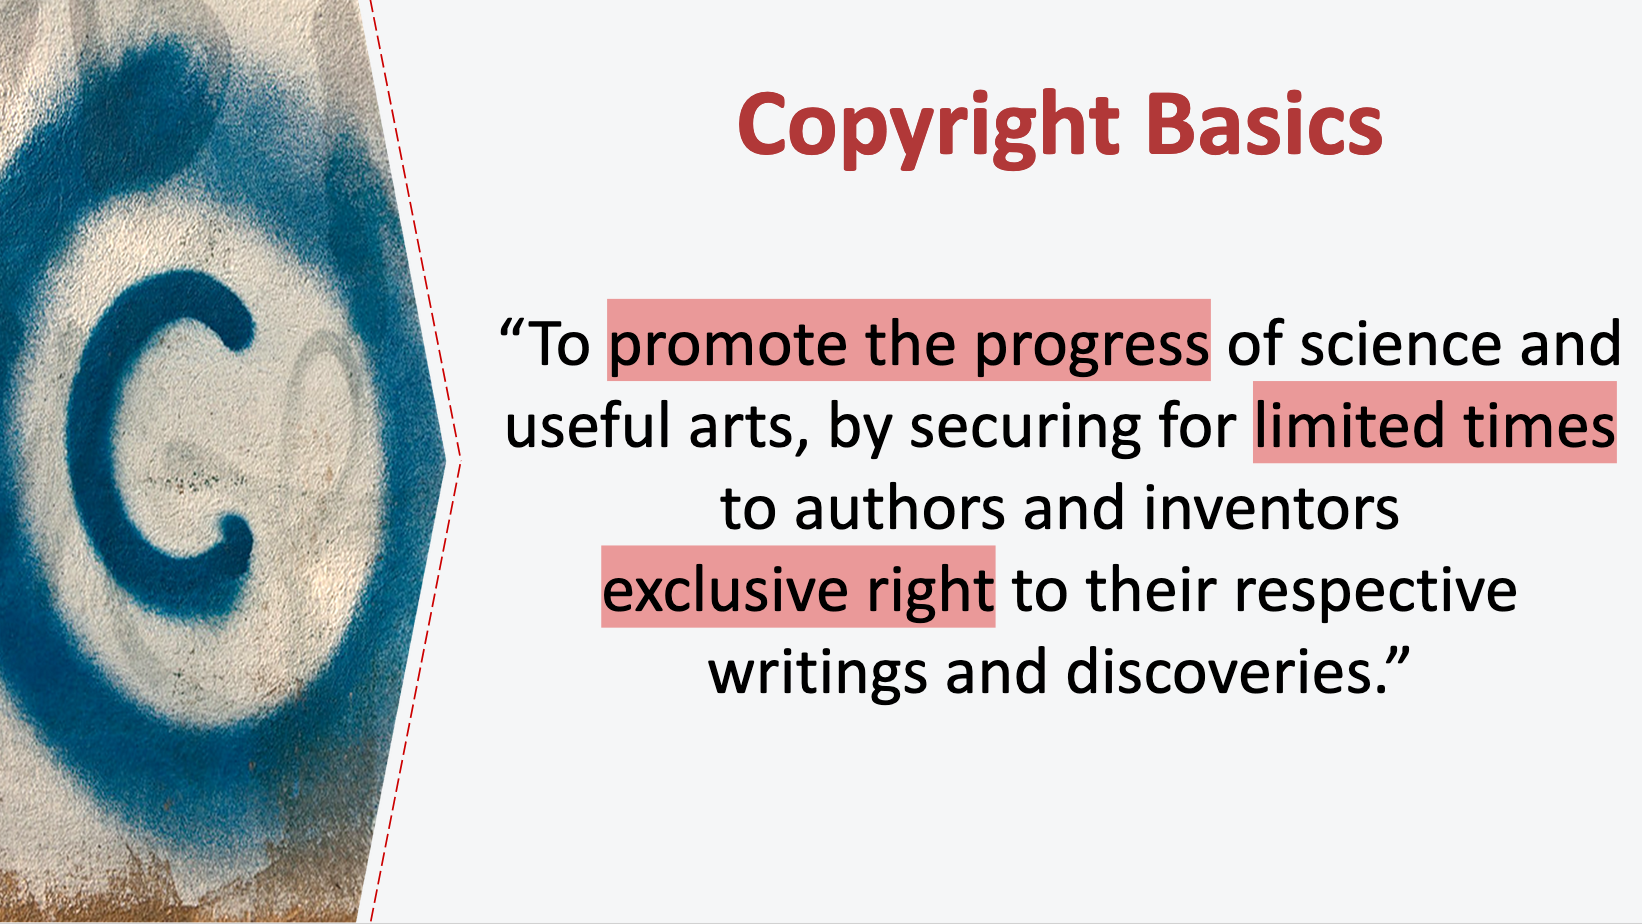 Copyright Basics
“To promote the progress of science and
useful arts, by securing for limited times
to authors and inventors
exclusive right to their respective
writings and discoveries.”